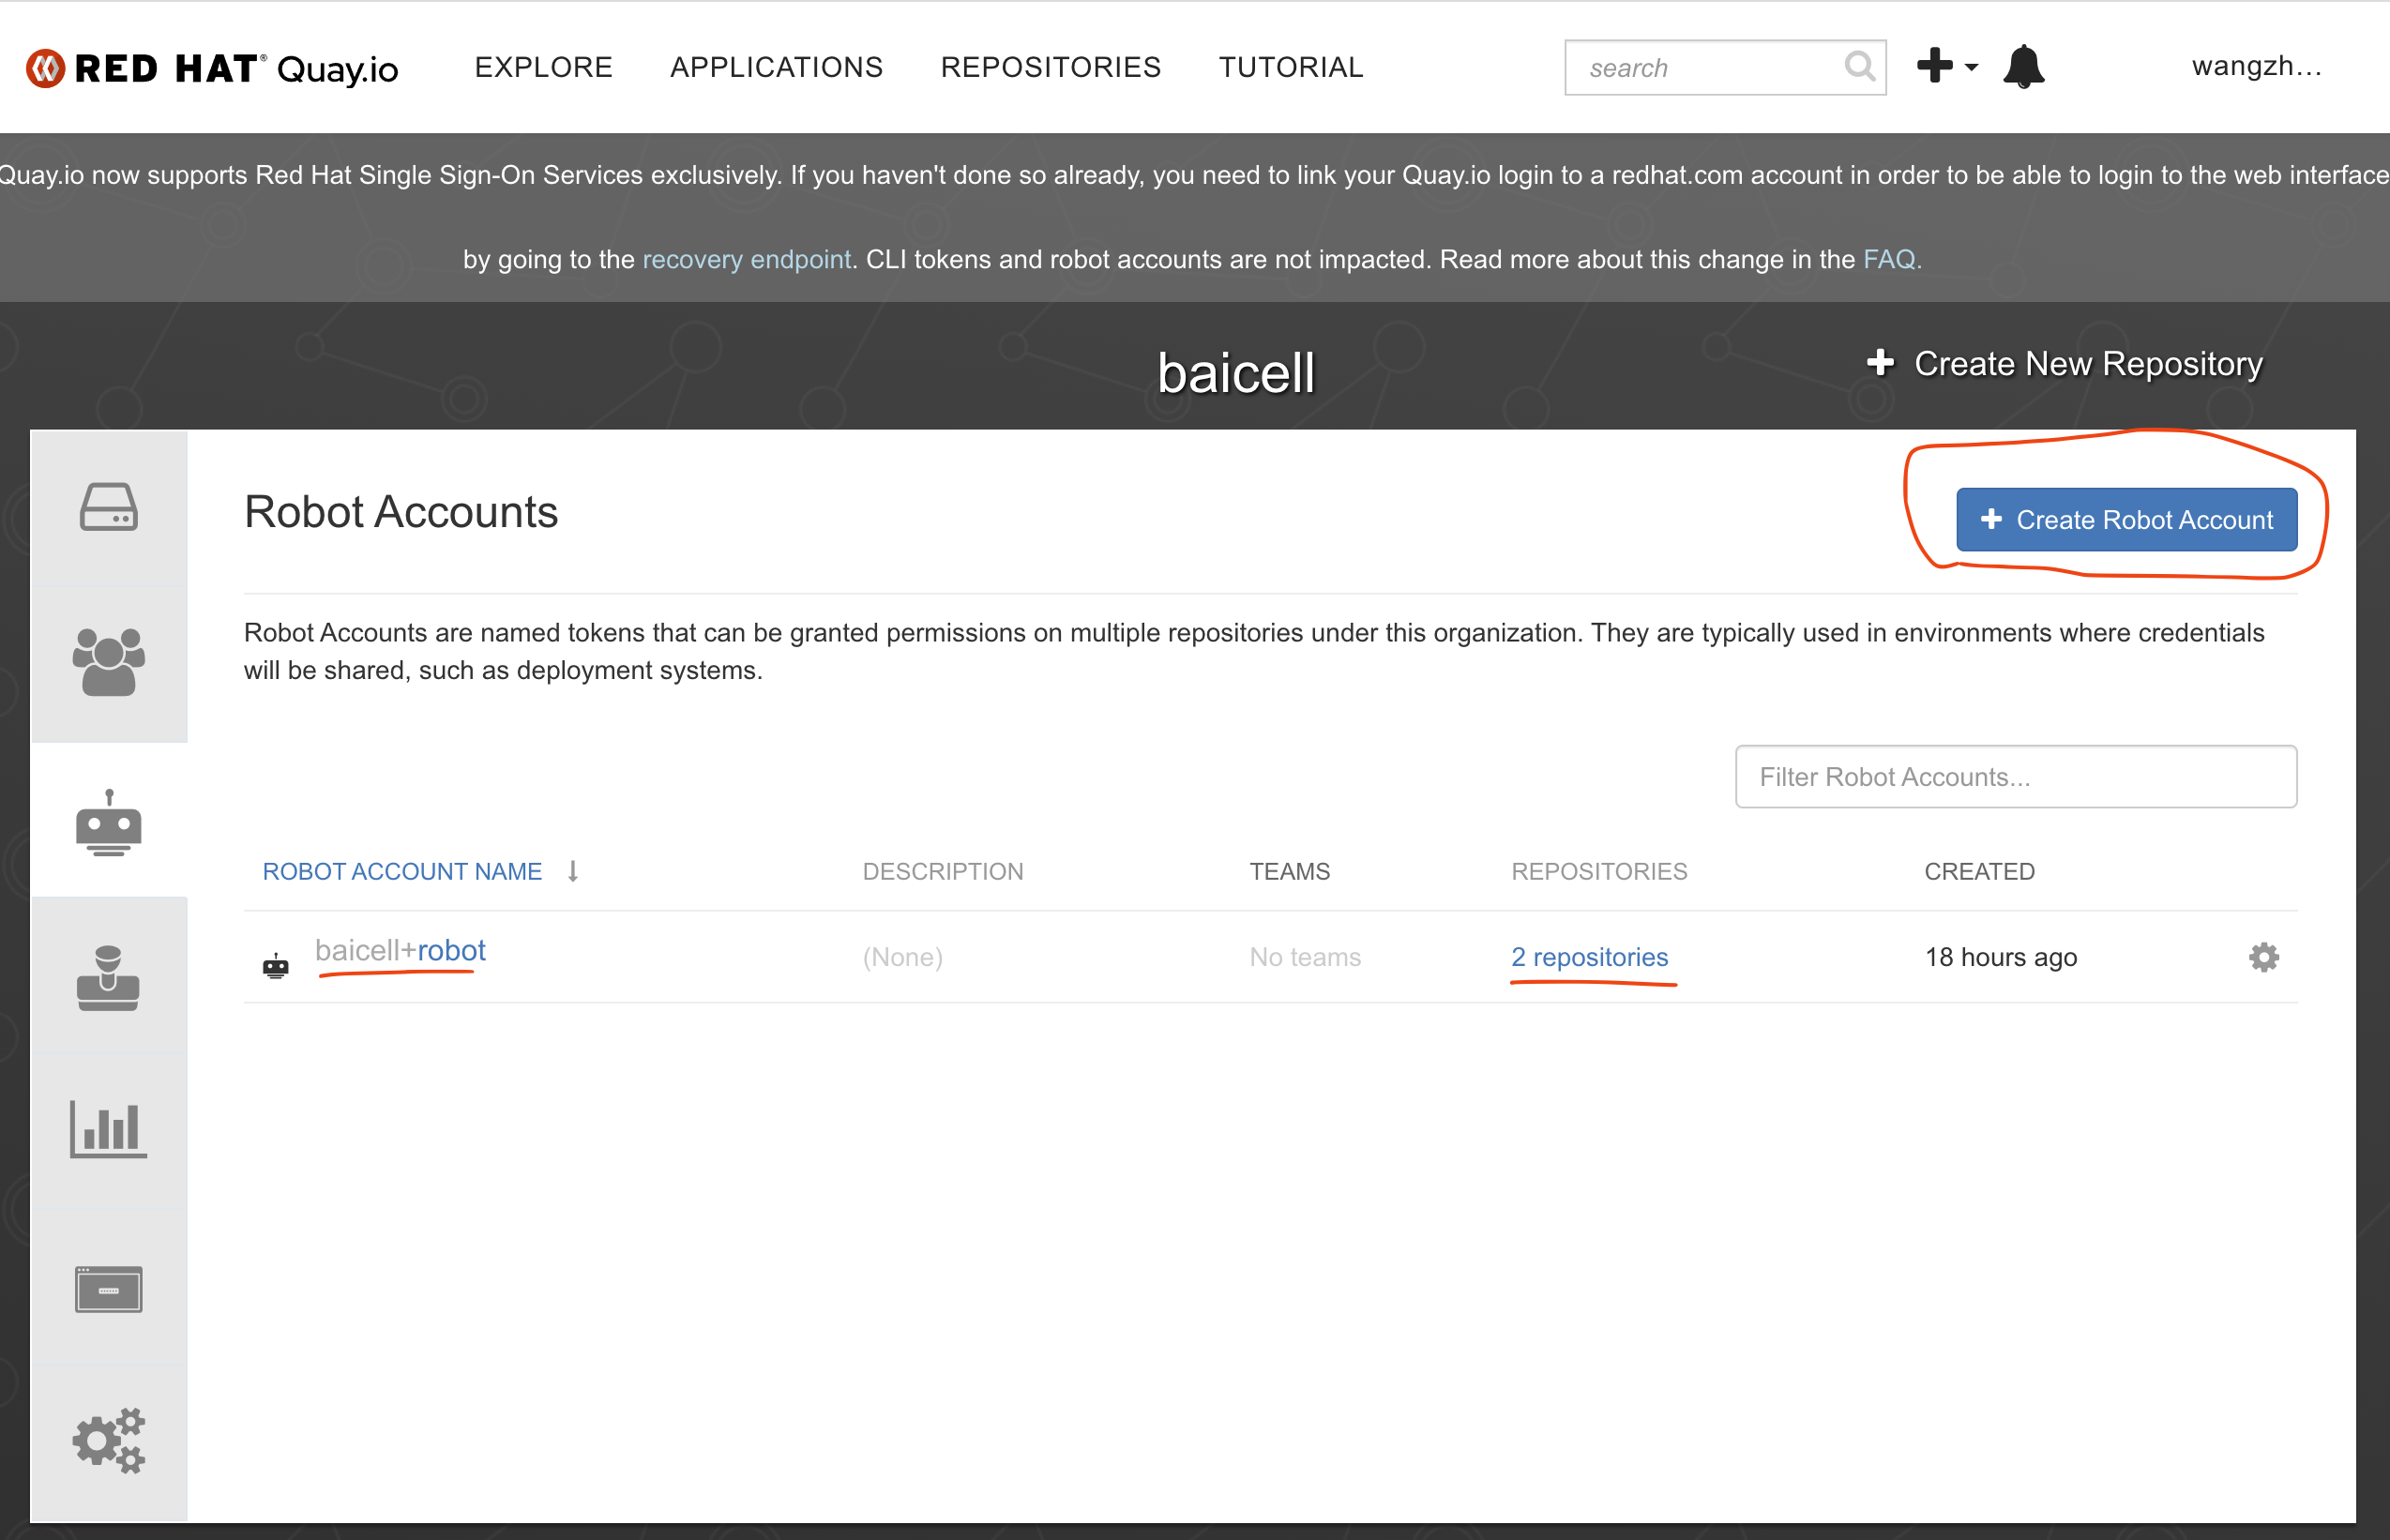 RED HAT® Quay.io EXPLORE APPLICATIONS REPOSITORIES TUTORIAL search wangzh...
Quay.io now supports Red Hat Single Sign-On Services exclusively. If you haven't done so already, you need to link your Quay.io login to a redhat.com account in order to be able to login to the web interface
by going to the recovery endpoint. CLI tokens and robot accounts are not impacted. Read more about this change in the FAQ.
baicell
Create New Repository
Robot Accounts
Create Robot Account
Robot Accounts are named tokens that can be granted permissions on multiple repositories under this organization. They are typically used in environments where credentials
will be shared, such as deployment systems.
Filter Robot Accounts...
ROBOT ACCOUNT NAME DESCRIPTION TEAMS REPOSITORIES CREATED
baicell+robot (None) No teams 2 repositories 18 hours ago